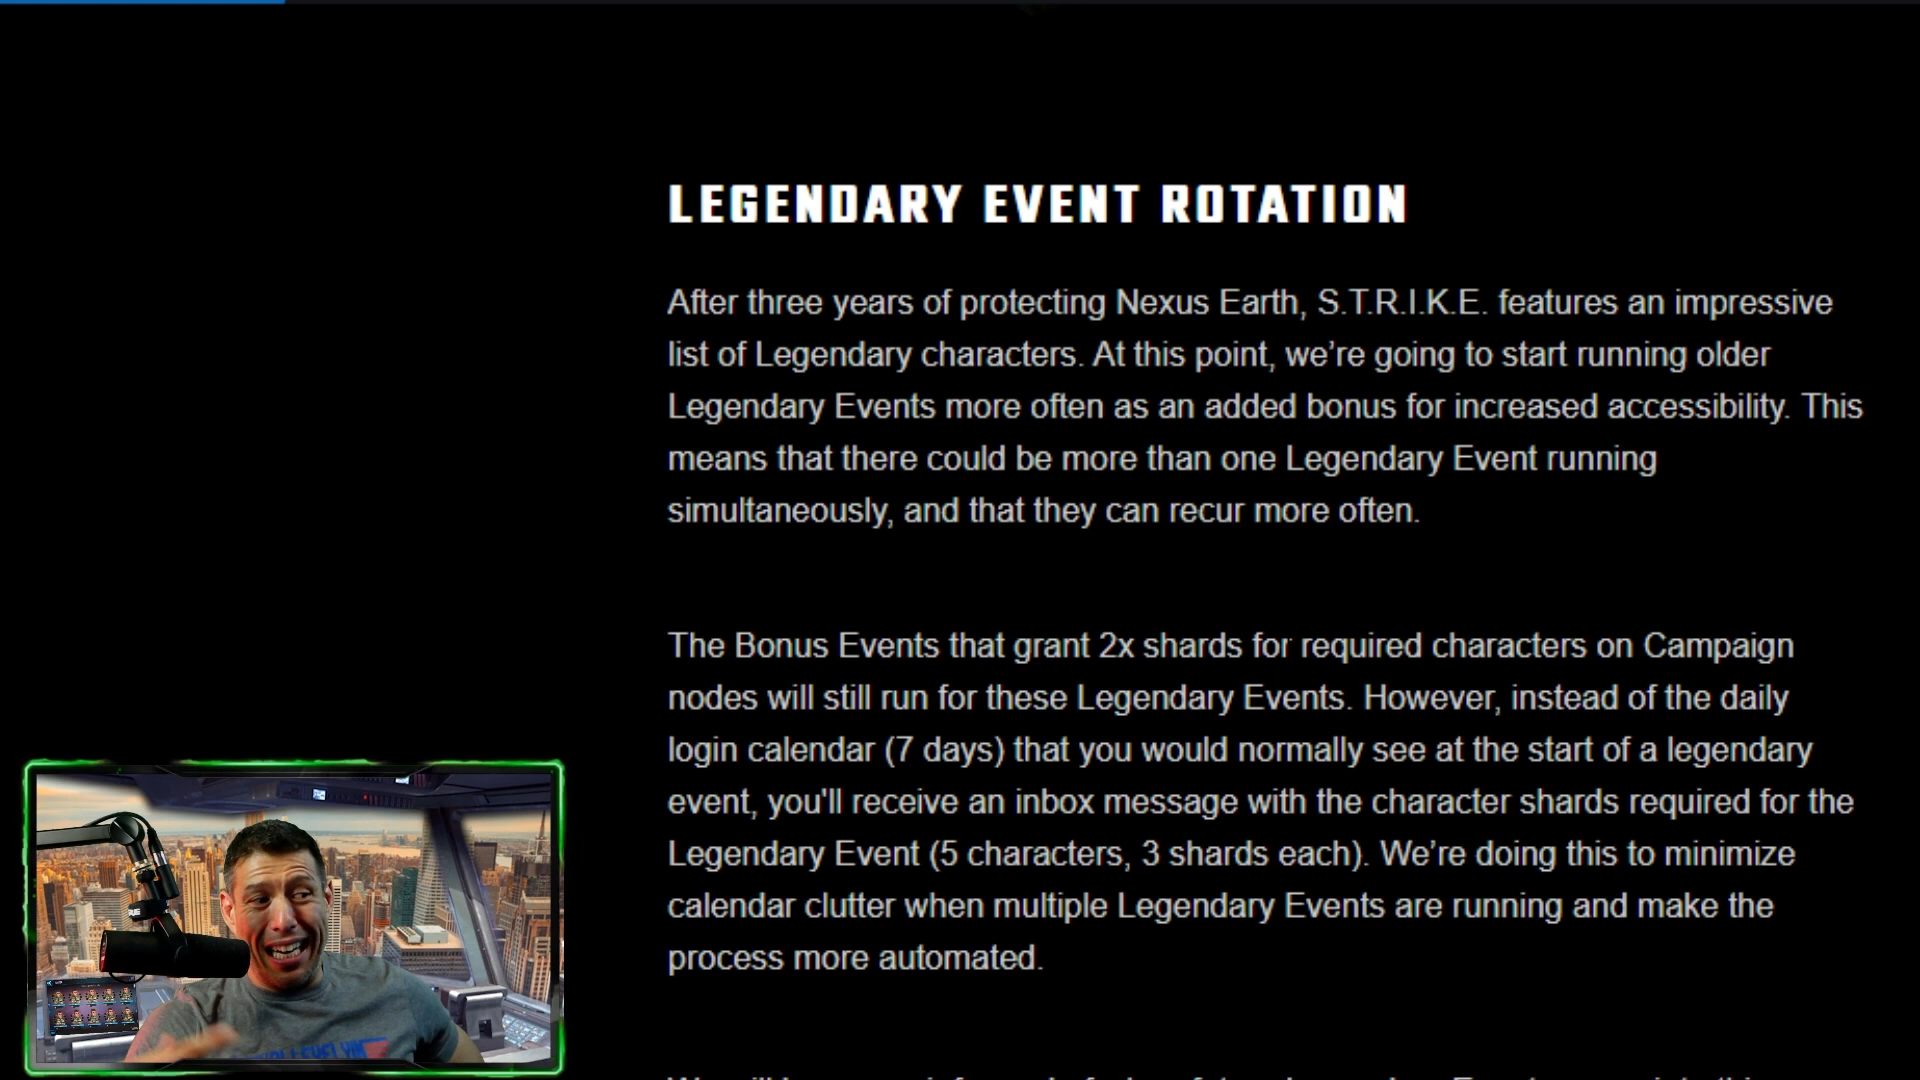 LEGENDARY EVENT ROTATION
After three years of protecting Nexus Earth, S.T.R.I.K.E. features an impressive
list of Legendary characters. At this point, we’re going to start running older
Legendary Events more often as an added bonus for increased accessibility. This
means that there could be more than one Legendary Event running
simultaneously, and that they can recur more often.
The Bonus Events that grant 2x shards for required characters on Campaign
nodes will still run for these Legendary Events. However, instead of the daily
login calendar (7 days) that you would normally see at the start of a legendary
event, you'll receive an inbox message with the character shards required for the
Legendary Event (5 characters, 3 shards each). We’re doing this to minimize
calendar clutter when multiple Legendary Events are running and make the
process more automated.